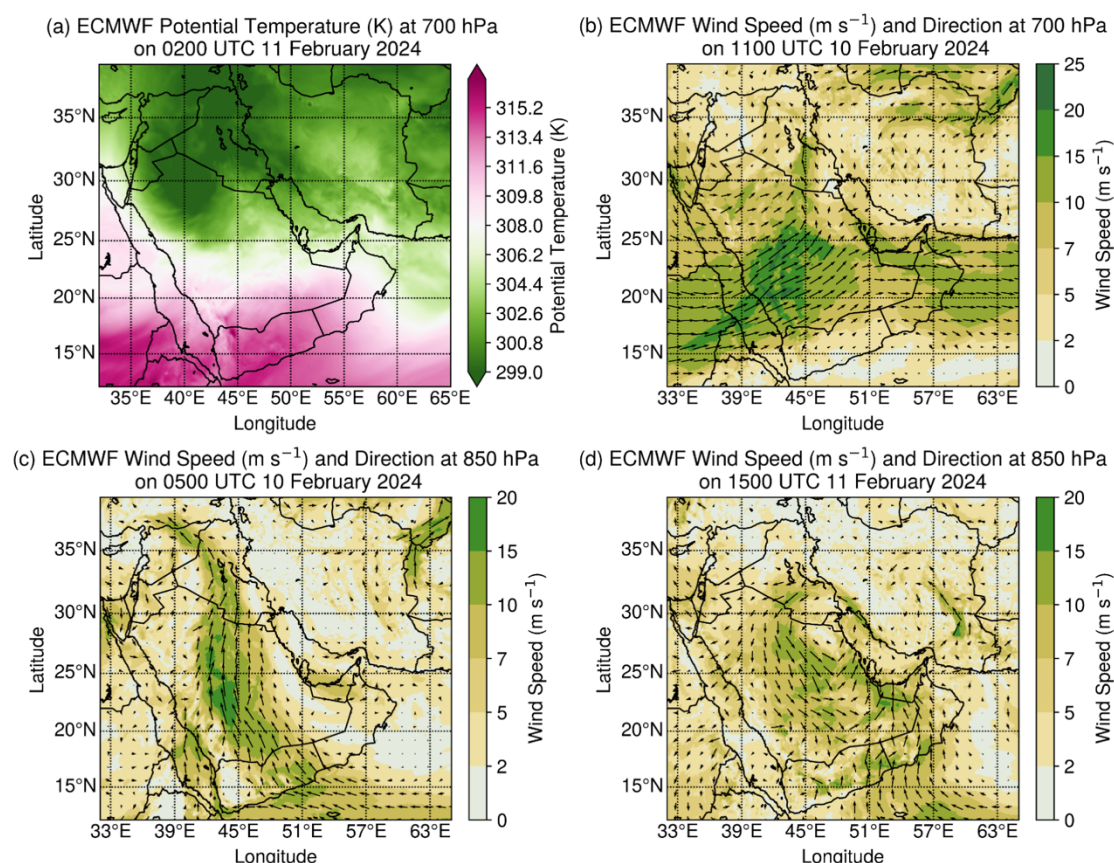 (a) ECMWF Potential Temperature (K) at 700 hPa
on 0200 UTC 11 February 2024
35°N
30°N
25°N
20°N
15°N
Latitude
35°E 40°E 45°E 50°E 55°E 60°E 65°E
Longitude
315.2
313.4
311.6
309.8
308.0
306.2
304.4
302.6
300.8
299.0
Potential Temperature (K)
(b) ECMWF Wind Speed (m s⁻¹) and Direction at 700 hPa
on 1100 UTC 10 February 2024
35°N
30°N
25°N
20°N
15°N
Latitude
33°E 39°E 45°E 51°E 57°E 63°E
Longitude
25
20
15
10
7
5
2
0
Wind Speed (m s⁻¹)
(c) ECMWF Wind Speed (m s⁻¹) and Direction at 850 hPa
on 0500 UTC 10 February 2024
35°N
30°N
25°N
20°N
15°N
Latitude
33°E 39°E 45°E 51°E 57°E 63°E
Longitude
20
15
10
7
5
2
0
Wind Speed (m s⁻¹)
(d) ECMWF Wind Speed (m s⁻¹) and Direction at 850 hPa
on 1500 UTC 11 February 2024
35°N
30°N
25°N
20°N
15°N
Latitude
33°E 39°E 45°E 51°E 57°E 63°E
Longitude
20
15
10
7
5
2
0
Wind Speed (m s⁻¹)